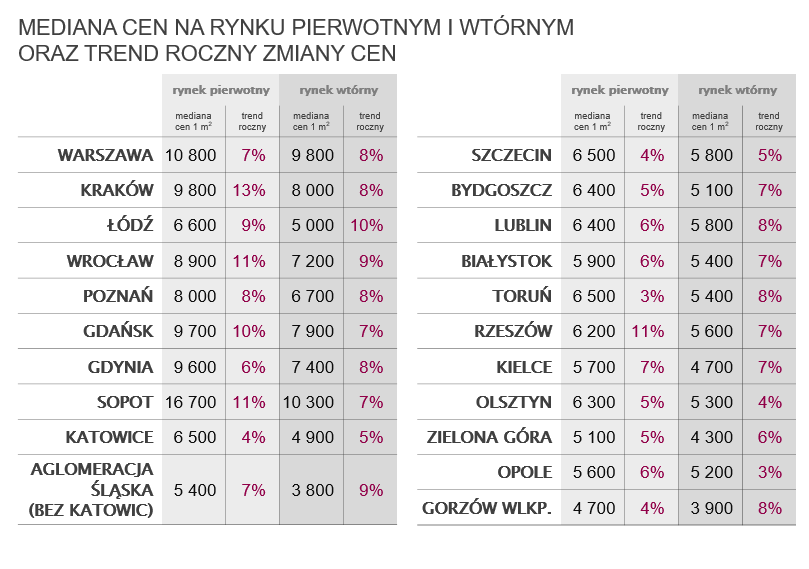 MEDIANA CEN NA RYNKU PIERWOTNYM I WTÓRNYM
ORAZ TREND ROCZNY ZMIANY CEN
rynek pierwotny rynek wtórny
mediana cen 1 m² trend roczny mediana cen 1 m² trend roczny
WARSZAWA 10 800 7% 9 800 8%
KRAKÓW 9 800 13% 8 000 8%
ŁÓDŹ 6 600 9% 5 000 10%
WROCŁAW 8 900 11% 7 200 9%
POZNAŃ 8 000 8% 6 700 8%
GDAŃSK 9 700 10% 7 900 7%
GDYNIA 9 600 6% 7 400 8%
SOPOT 16 700 11% 10 300 7%
KATOWICE 6 500 4% 4 900 5%
AGLOMERACJA
ŚLĄSKA 5 400 7% 3 800 9%
(BEZ KATOWIC)
rynek pierwotny rynek wtórny
mediana cen 1 m² trend roczny mediana cen 1 m² trend roczny
SZCZECIN 6 500 4% 5 800 5%
BYDGOSZCZ 6 400 5% 5 100 7%
LUBLIN 6 400 6% 5 800 8%
BIAŁYSTOK 5 900 6% 5 400 7%
TORUŃ 6 500 3% 5 400 8%
RZESZÓW 6 200 11% 5 600 7%
KIELCE 5 700 7% 4 700 7%
OLSZTYN 6 300 5% 5 300 4%
ZIELONA GÓRA 5 100 5% 4 300 6%
OPOLE 5 600 6% 5 200 3%
GORZÓW WLKP. 4 700 4% 3 900 8%